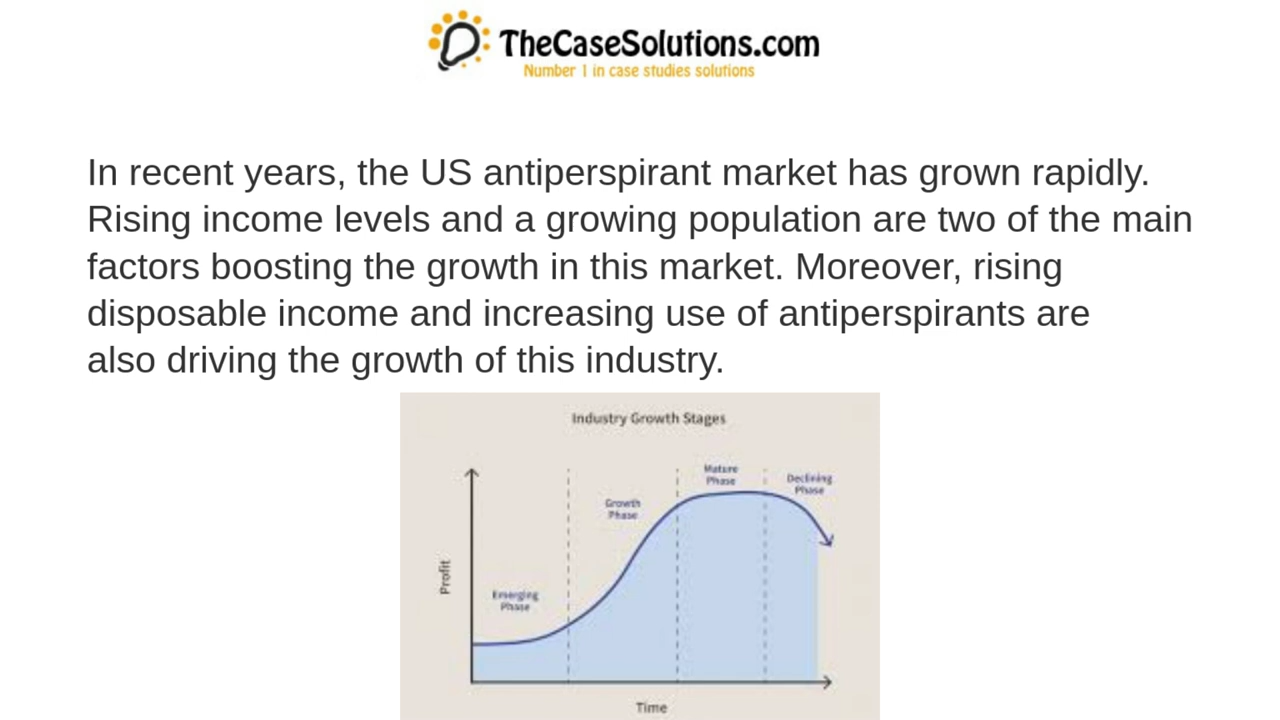 TheCaseSolutions.com
Number 1 in case studies solutions
In recent years, the US antiperspirant market has grown rapidly.
Rising income levels and a growing population are two of the main
factors boosting the growth in this market. Moreover, rising
disposable income and increasing use of antiperspirants are
also driving the growth of this industry.
Industry Growth Stages
Mature
Phase
Declining
Phase
Growth
Phase
Emerging
Phase
Profit
Time